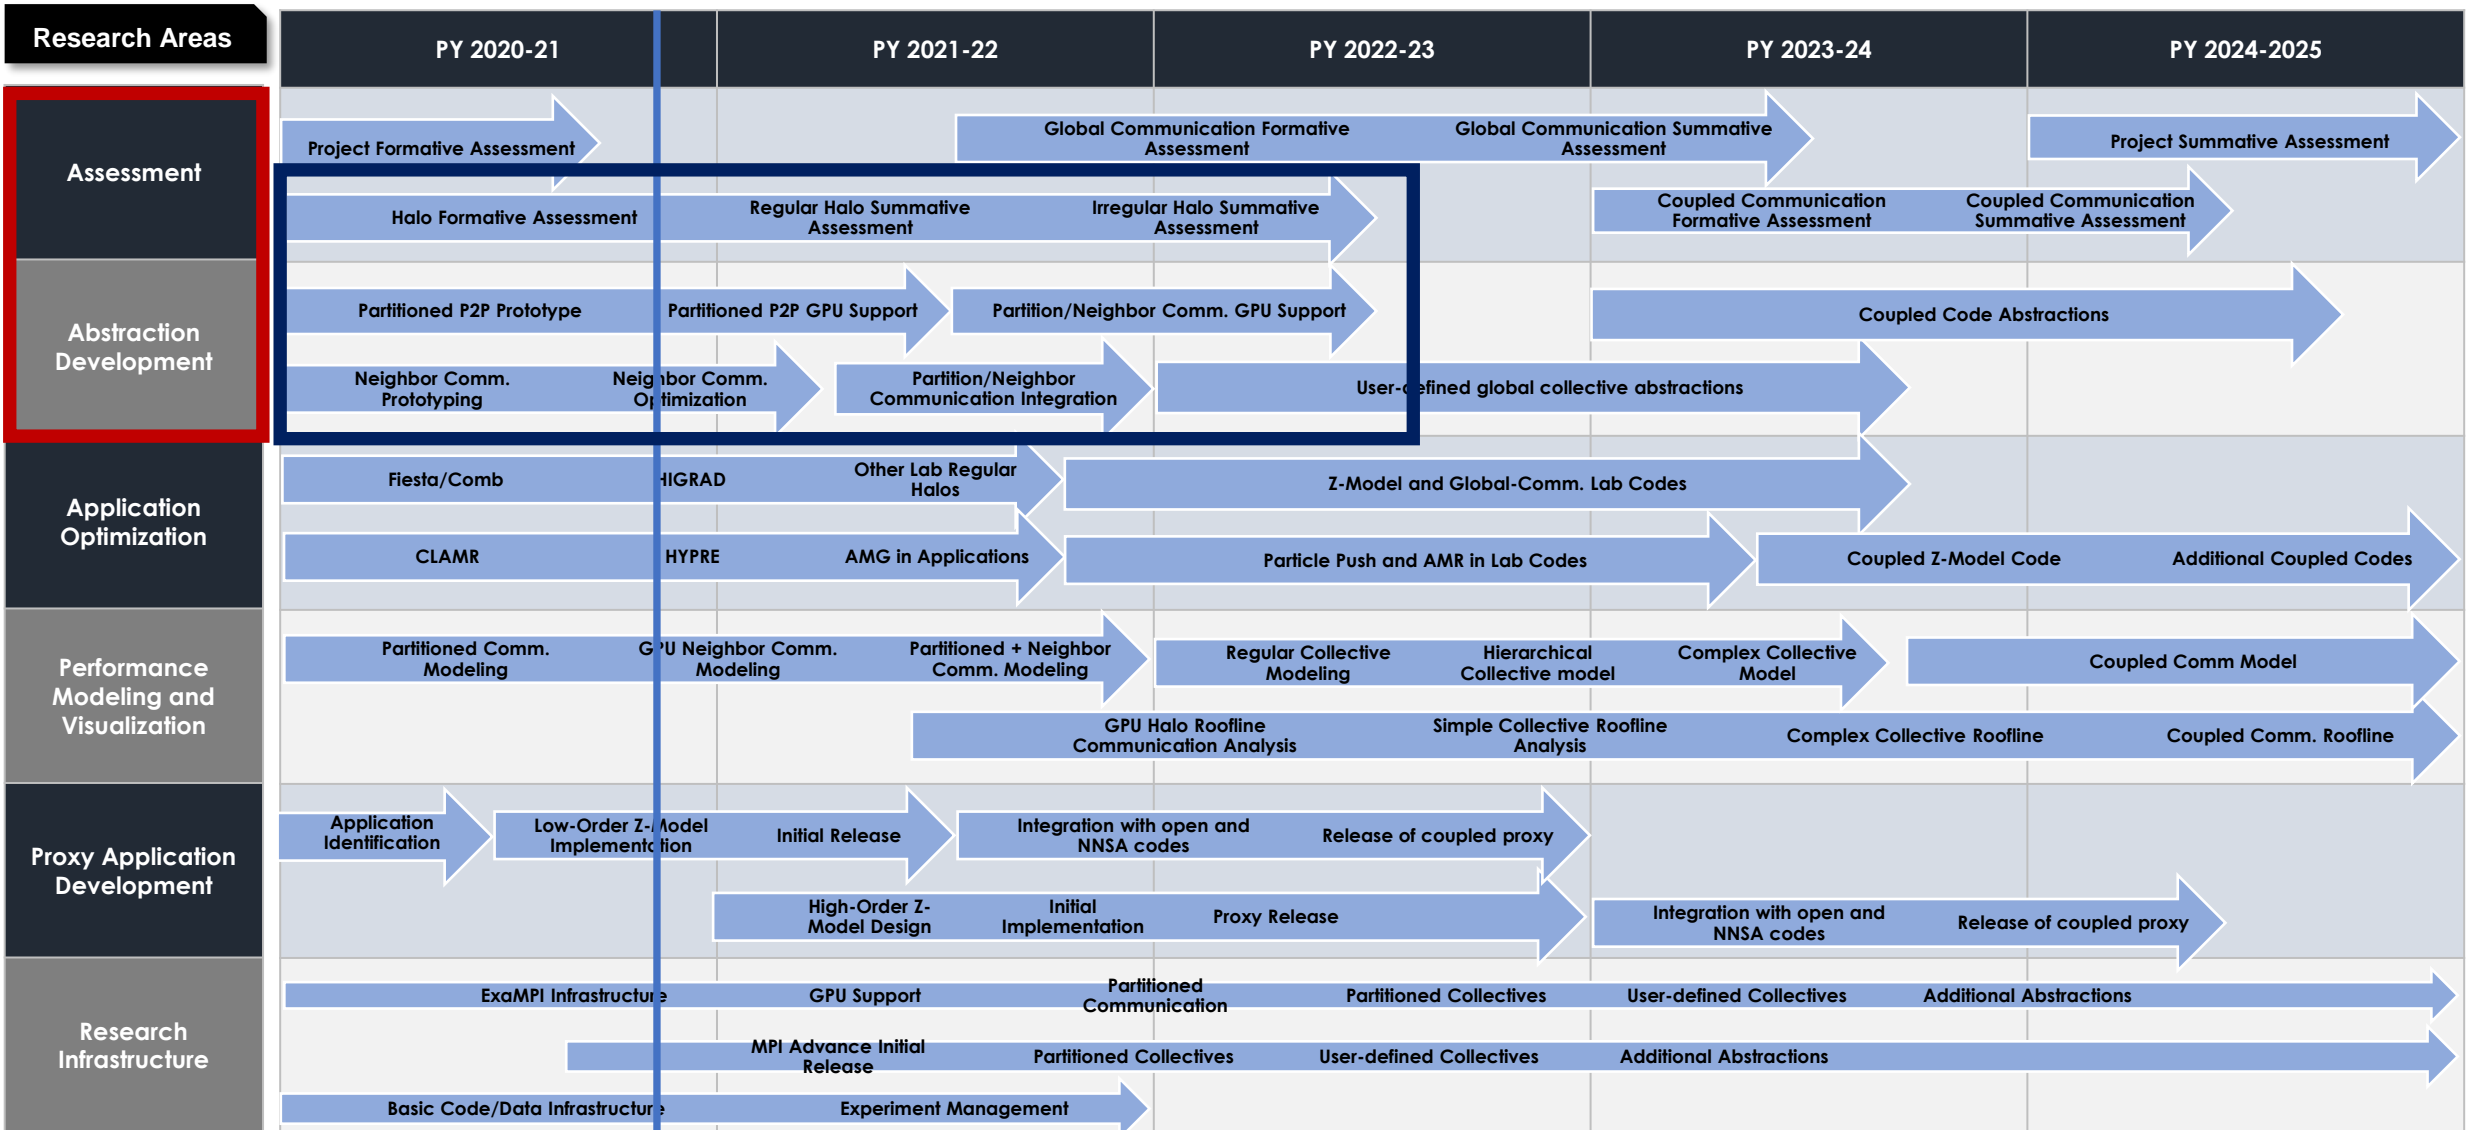 Research Areas
PY 2020-21
PY 2021-22
PY 2022-23
PY 2023-24
PY 2024-2025
Assessment
Project Formative Assessment
Global Communication Formative
Assessment
Global Communication Summative
Assessment
Project Summative Assessment
Halo Formative Assessment
Regular Halo Summative
Assessment
Irregular Halo Summative
Assessment
Coupled Communication
Formative Assessment
Coupled Communication
Summative Assessment
Abstraction
Development
Partitioned P2P Prototype
Partitioned P2P GPU Support
Partition/Neighbor Comm. GPU Support
Coupled Code Abstractions
Neighbor Comm.
Prototyping
Neighbor Comm.
Optimization
Partition/Neighbor
Communication Integration
User-defined global collective abstractions
Application
Optimization
Fiesta/Comb
HIGRAD
Other Lab Regular
Halos
Z-Model and Global-Comm. Lab Codes
CLAMR
HYPRE
AMG in Applications
Particle Push and AMR in Lab Codes
Coupled Z-Model Code
Additional Coupled Codes
Performance
Modeling and
Visualization
Partitioned Comm.
Modeling
GPU Neighbor Comm.
Modeling
Partitioned + Neighbor
Comm. Modeling
Regular Collective
Modeling
Hierarchical
Collective model
Complex Collective
Model
Coupled Comm Model
GPU Halo Roofline
Communication Analysis
Simple Collective Roofline
Analysis
Complex Collective Roofline
Coupled Comm. Roofline
Proxy Application
Development
Application
Identification
Low-Order Z-Model
Implementation
Initial Release
Integration with open and
NNSA codes
Release of coupled proxy
High-Order Z-
Model Design
Initial
Implementation
Proxy Release
Integration with open and
NNSA codes
Release of coupled proxy
Research
Infrastructure
ExaMPI Infrastructure
GPU Support
Partitioned
Communication
Partitioned Collectives
User-defined Collectives
Additional Abstractions
MPI Advance Initial
Release
Partitioned Collectives
User-defined Collectives
Additional Abstractions
Basic Code/Data Infrastructure
Experiment Management